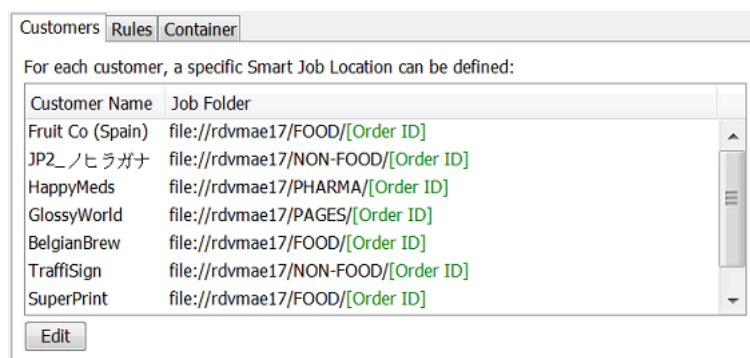 Customers Rules Container
For each customer, a specific Smart Job Location can be defined:
Customer Name Job Folder
Fruit Co (Spain) file://rdvmae17/FOOD/[Order ID]
JP2_ノヒラガナ file://rdvmae17/NON-FOOD/[Order ID]
HappyMeds file://rdvmae17/PHARMA/[Order ID]
GlossyWorld file://rdvmae17/PAGES/[Order ID]
BelgianBrew file://rdvmae17/FOOD/[Order ID]
TraffiSign file://rdvmae17/NON-FOOD/[Order ID]
SuperPrint file://rdvmae17/FOOD/[Order ID]
Edit